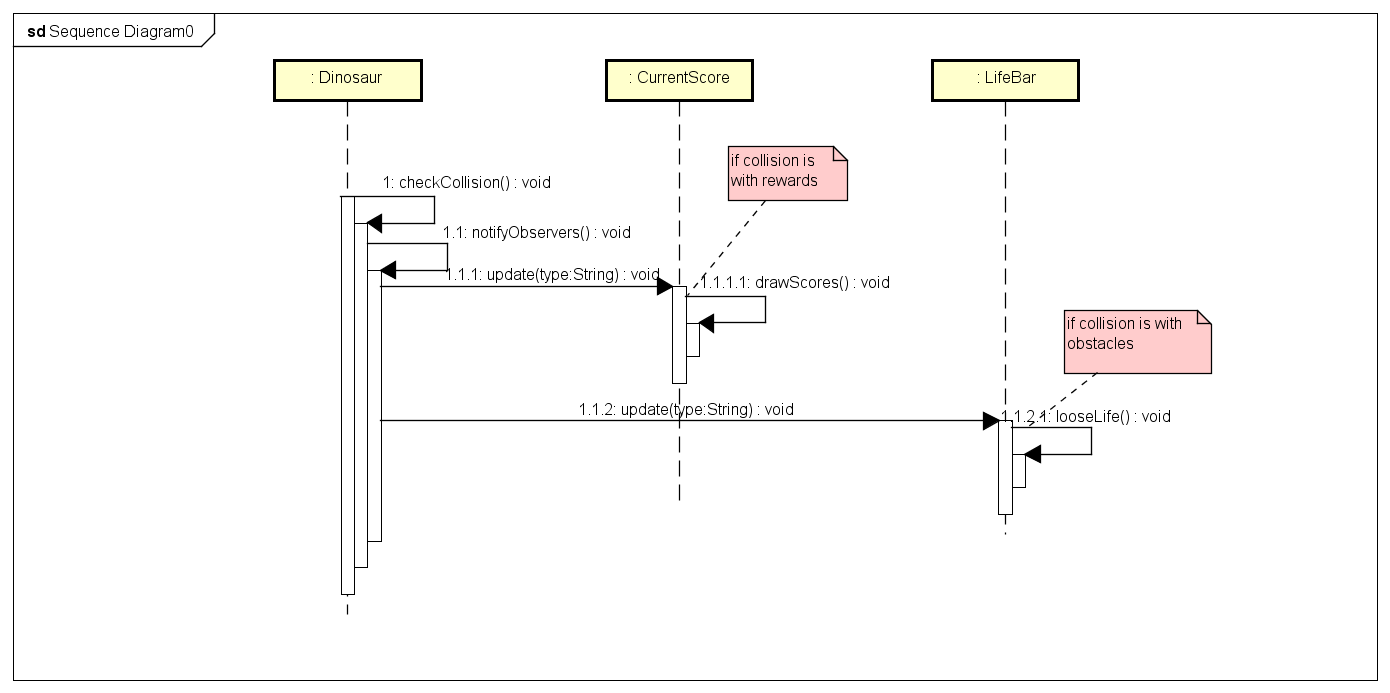 sd Sequence Diagram0
: Dinosaur
: CurrentScore
: LifeBar
if collision is
with rewards
1: checkCollision() : void
1.1: notifyObservers() : void
1.1.1: update(type:String) : void
1.1.1.1: drawScores() : void
if collision is with
obstacles
1.1.2: update(type:String) : void
1.1.2.1: looseLife() : void